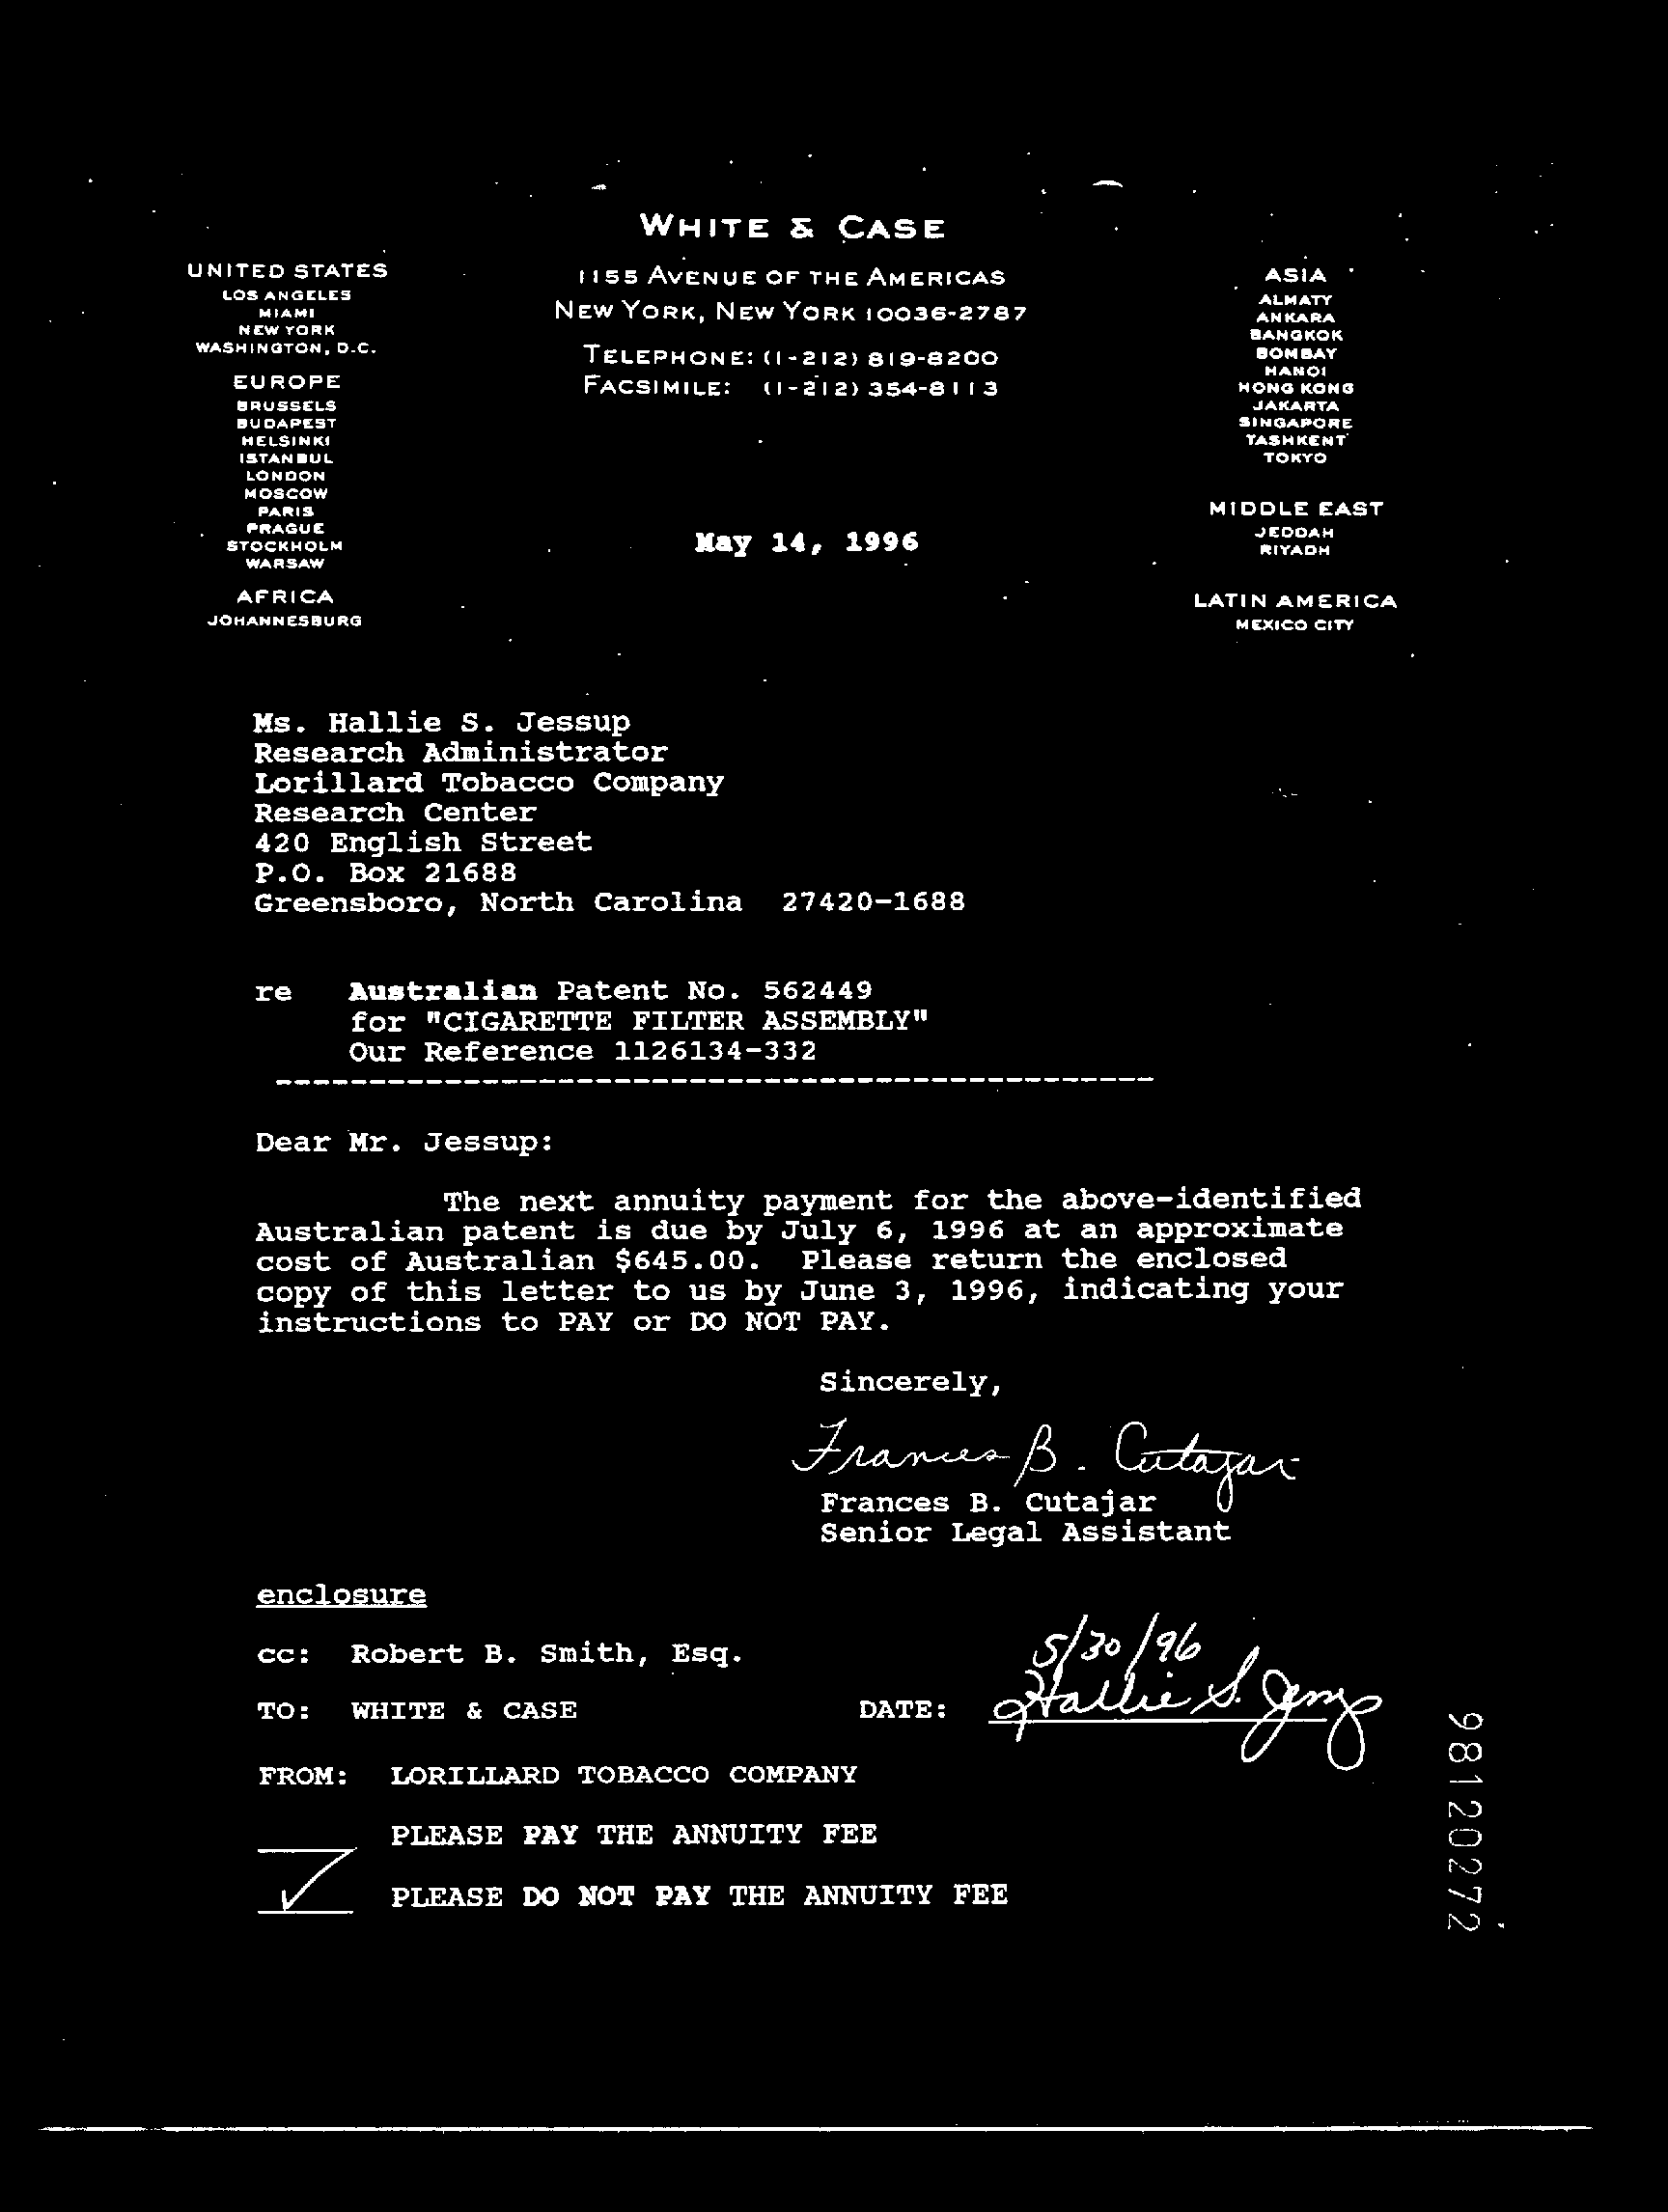 WHITE & CASE
1155 AVENUE OF THE AMERICAS
NEW YORK, NEW YORK 10036-2787
TELEPHONE: (1-212) 819-8200
FACSIMILE: (1-212) 354-8113
UNITED STATES
LOS ANGELES
MIAMI
NEW YORK
WASHINGTON, D.C.
EUROPE
BRUSSELS
BUDAPEST
HELSINKI
ISTANBUL
LONDON
MOSCOW
PARIS
PRAGUE
STOCKHOLM
WARSAW
AFRICA
JOHANNESBURG
ASIA
ALMATY
ANKARA
BANGKOK
BOMBAY
HANOI
HONG KONG
JAKARTA
SINGAPORE
TASHKENT
TOKYO
MIDDLE EAST
JEDDAH
RIYADH
LATIN AMERICA
MEXICO CITY
May 14, 1996
Ms. Hallie S. Jessup
Research Administrator
Lorillard Tobacco Company
Research Center
420 English Street
P.O. Box 21688
Greensboro, North Carolina 27420-1688
re Australian Patent No. 562449
for "CIGARETTE FILTER ASSEMBLY"
Our Reference 1126134-332
Dear Mr. Jessup:
The next annuity payment for the above-identified
Australian patent is due by July 6, 1996 at an approximate
cost of Australian $645.00. Please return the enclosed
copy of this letter to us by June 3, 1996, indicating your
instructions to PAY or DO NOT PAY.
Sincerely,
Frances B. Cutajar
Frances B. Cutajar
Senior Legal Assistant
enclosure
cc: Robert B. Smith, Esq.
5/30/96
TO: WHITE & CASE DATE: Hallie S.
FROM: LORILLARD TOBACCO COMPANY
PLEASE PAY THE ANNUITY FEE
✓ PLEASE DO NOT PAY THE ANNUITY FEE
98120272